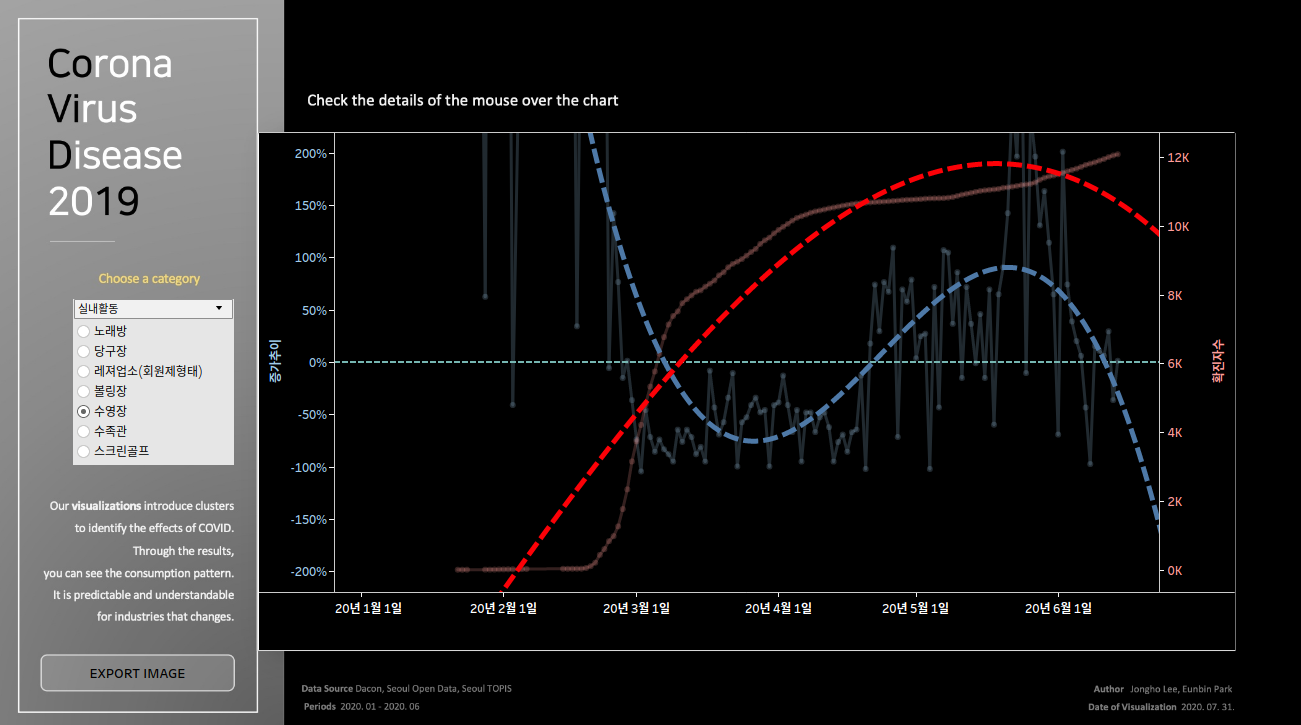 Corona
Virus
Disease
2019
Choose a category
실내활동
노래방
당구장
레져업소(회원제형태)
볼링장
수영장
수족관
스크린골프
Our visualizations introduce clusters
to identify the effects of COVID.
Through the results,
you can see the consumption pattern.
It is predictable and understandable
for industries that changes.
EXPORT IMAGE
Check the details of the mouse over the chart
증가추이
200%
150%
100%
50%
0%
-50%
-100%
-150%
-200%
12K
10K
8K
6K
4K
2K
0K
확진자수
20년 1월 1일
20년 2월 1일
20년 3월 1일
20년 4월 1일
20년 5월 1일
20년 6월 1일
Data Source Dacon, Seoul Open Data, Seoul TOPIS
Periods 2020. 01 - 2020. 06
Author Jongho Lee, Eunbin Park
Date of Visualization 2020. 07. 31.